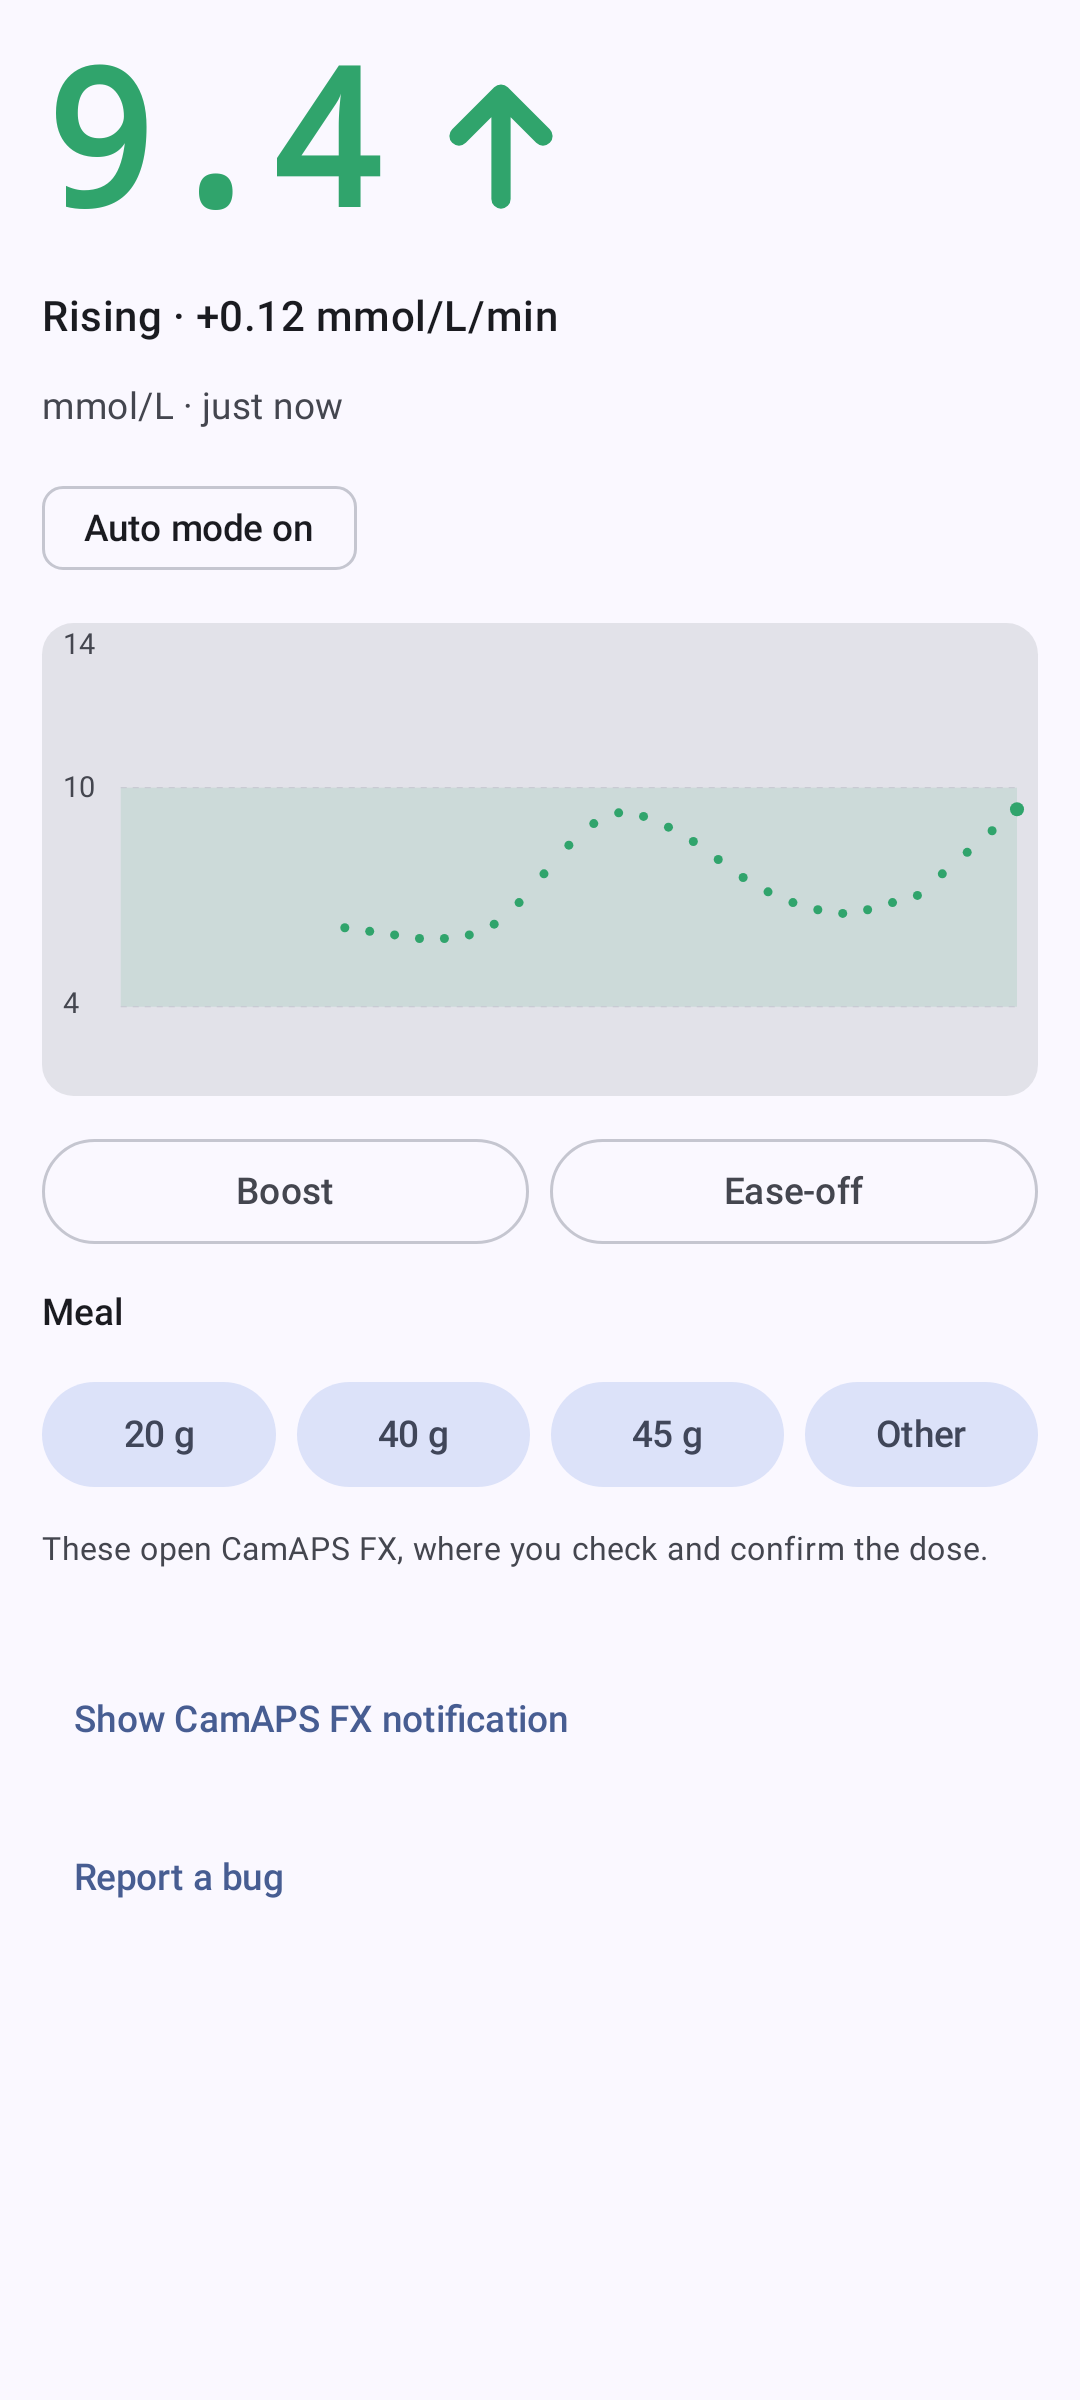 9.4
Rising · +0.12 mmol/L/min
mmol/L · just now
Auto mode on
14
10
4
Boost
Ease-off
Meal
20 g
40 g
45 g
Other
These open CamAPS FX, where you check and confirm the dose.
Show CamAPS FX notification
Report a bug